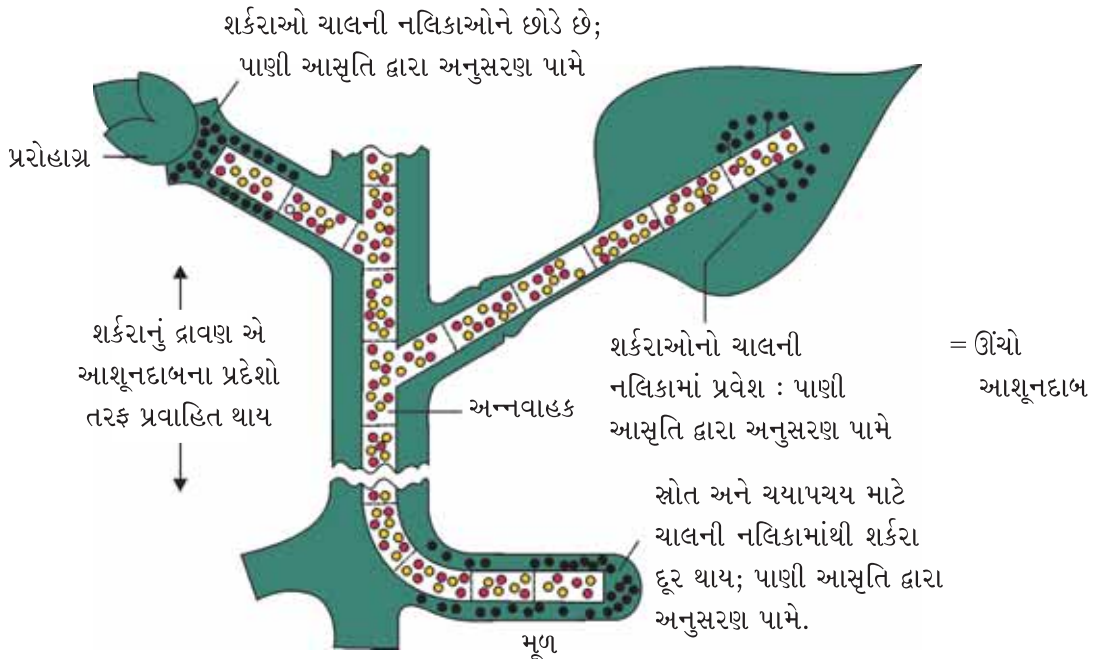 શર્કરાઓ ચાલની નલિકાઓને છોડે છે;
પાણી આસૃતિ દ્વારા અનુસરણ પામે
પ્રરોહાગ્ર
શર્કરાનું દ્રાવણ એ
આશૂનદાબના પ્રદેશો
તરફ પ્રવાહિત થાય
અન્નવાહક
શર્કરાઓનો ચાલની
નલિકામાં પ્રવેશ : પાણી
આસૃતિ દ્વારા અનુસરણ પામે
= ઊંચો
આશૂનદાબ
સ્રોત અને ચયાપચય માટે
ચાલની નલિકામાંથી શર્કરા
દૂર થાય; પાણી આસૃતિ દ્વારા
અનુસરણ પામે.
મૂળ